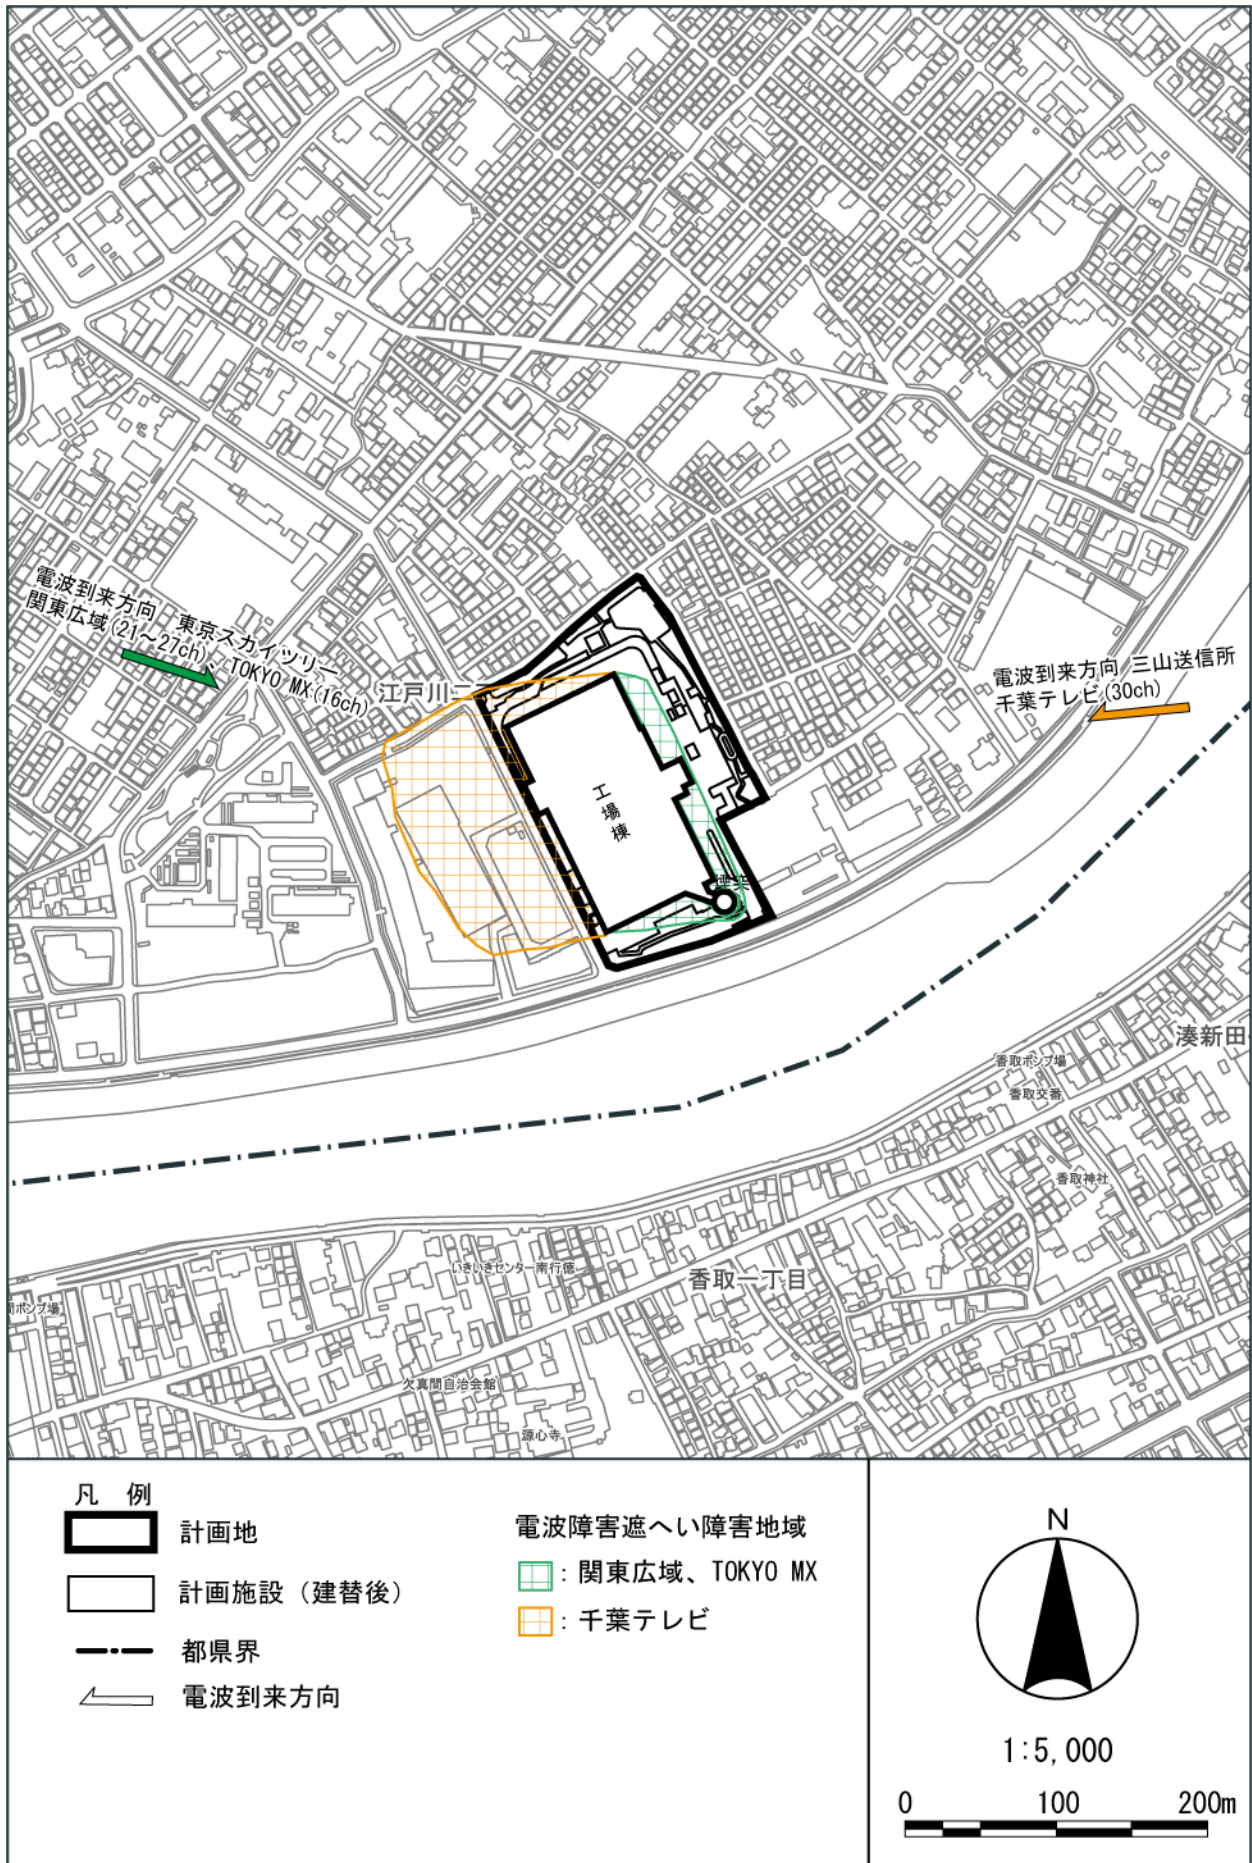 電波到来方向 東京スカイツリー
関東広域(21～27ch)、TOKYO MX(16ch)
江戸川二
電波到来方向 三山送信所
千葉テレビ(30ch)
工場棟
煙突
湊新田
香取ポンプ場
香取交番
香取神社
いきいきセンター南行徳
香取一丁目
ポンプ場
欠真間自治会館
源心寺
凡 例
計画地
計画施設（建替後）
都県界
電波到来方向
電波障害遮へい障害地域
：関東広域、TOKYO MX
：千葉テレビ
N
1:5,000
0 100 200m